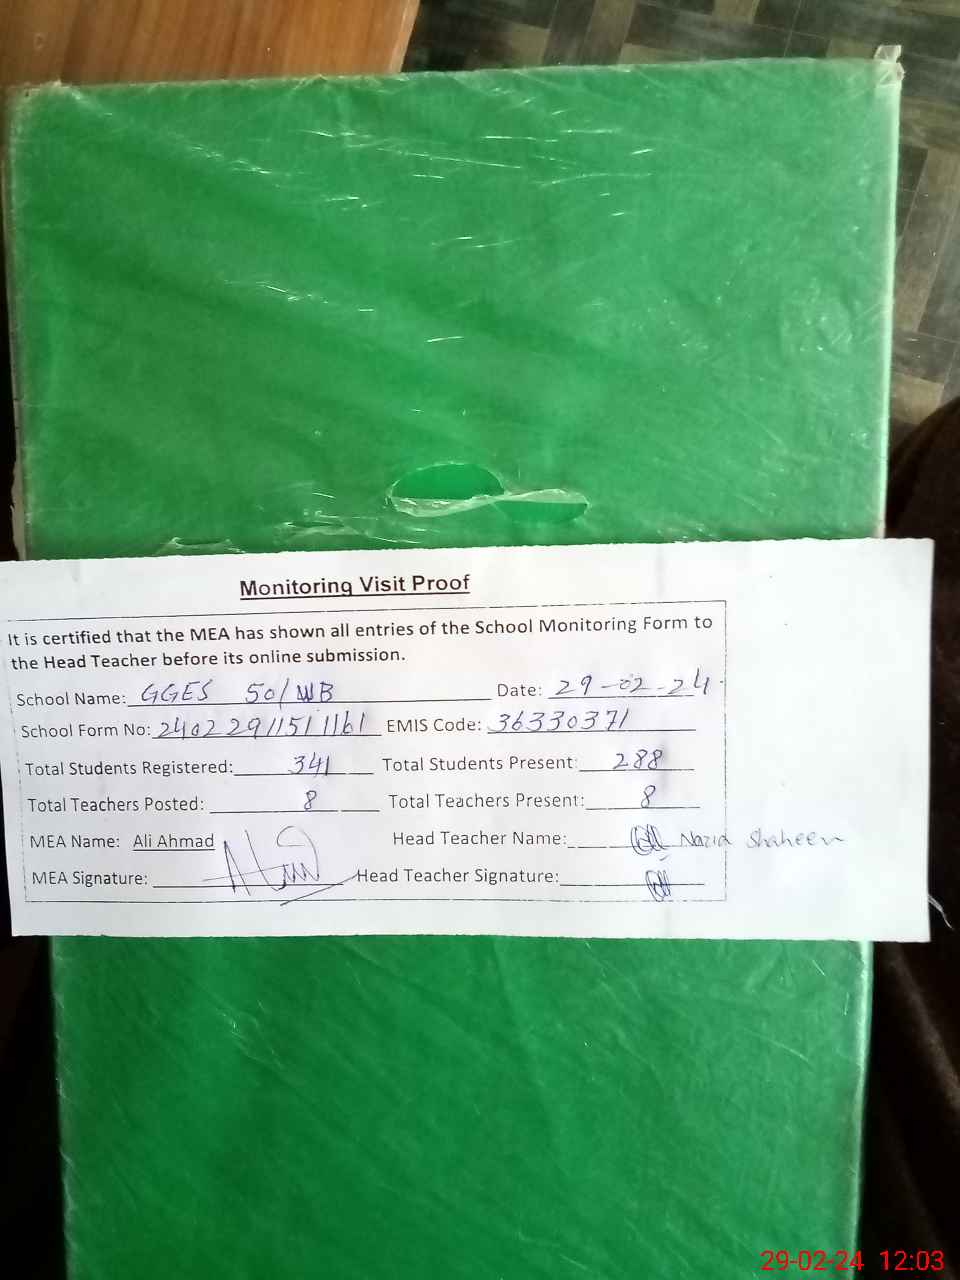 Monitoring Visit Proof
It is certified that the MEA has shown all entries of the School Monitoring Form to
the Head Teacher before its online submission.
School Name: GGES 50/WB Date: 29-02-24
School Form No: 24022911511161 EMIS Code: 36330371
Total Students Registered: 341 Total Students Present: 288
Total Teachers Posted: 8 Total Teachers Present: 8
MEA Name: Ali Ahmad Head Teacher Name: Nazia Shaheen
MEA Signature: Head Teacher Signature:
29-02-24 12:03